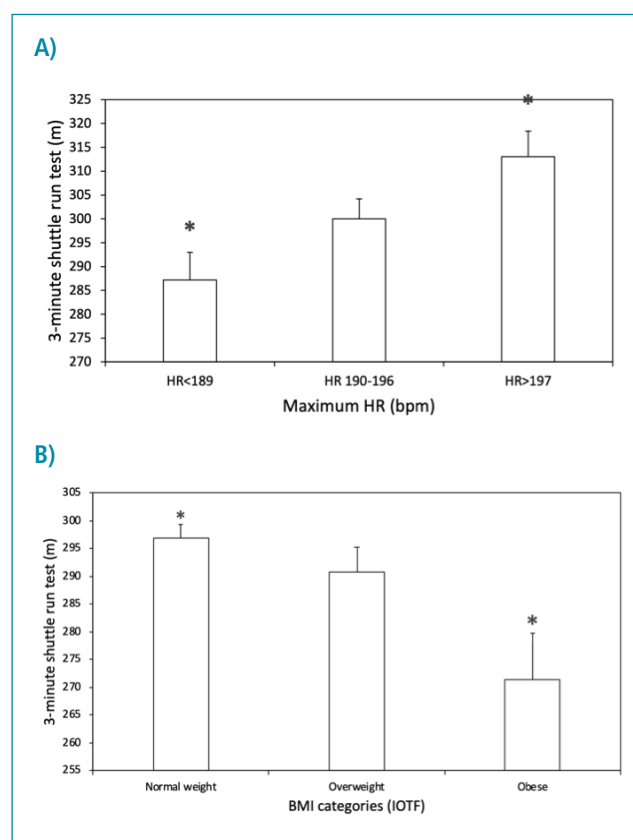 A)
3-minute shuttle run test (m)
325
320
315
310
305
300
295
290
285
280
275
270
*
*
HR<189
HR 190-196
HR>197
Maximum HR (bpm)
B)
3-minute shuttle run test (m)
305
300
295
290
285
280
275
270
265
260
255
*
*
Normal weight
Overweight
Obese
BMI categories (IOTF)